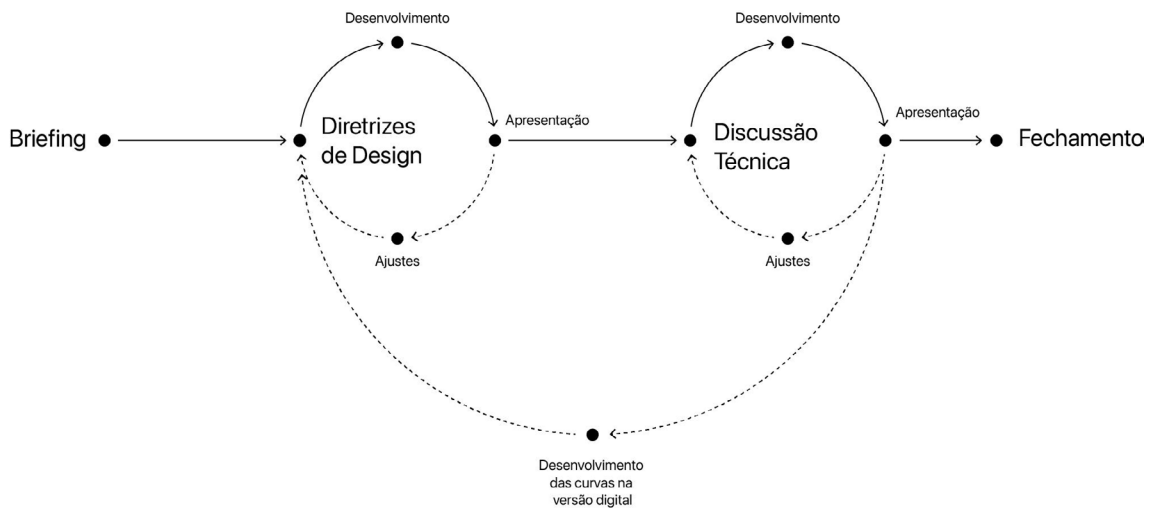 Desenvolvimento
Desenvolvimento
Briefing
Diretrizes
de Design
Apresentação
Discussão
Técnica
Apresentação
Fechamento
Ajustes
Ajustes
Desenvolvimento
das curvas na
versão digital